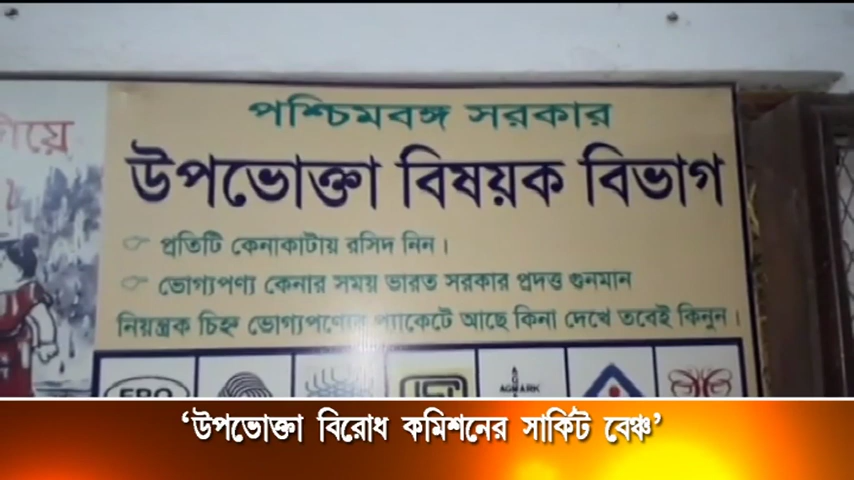 পশ্চিমবঙ্গ সরকার
উপভোক্তা বিষয়ক বিভাগ
প্রতিটি কেনাকাটায় রসিদ নিন।
ভোগ্যপণ্য কেনার সময় ভারত সরকার প্রদত্ত গুনমান
নিয়ন্ত্রক চিহ্ন ভোগ্যপণ্যের প্যাকেটে আছে কিনা দেখে তবেই কিনুন।
FPO
AGMARK
‘উপভোক্তা বিরোধ কমিশনের সার্কিট বেঞ্চ’